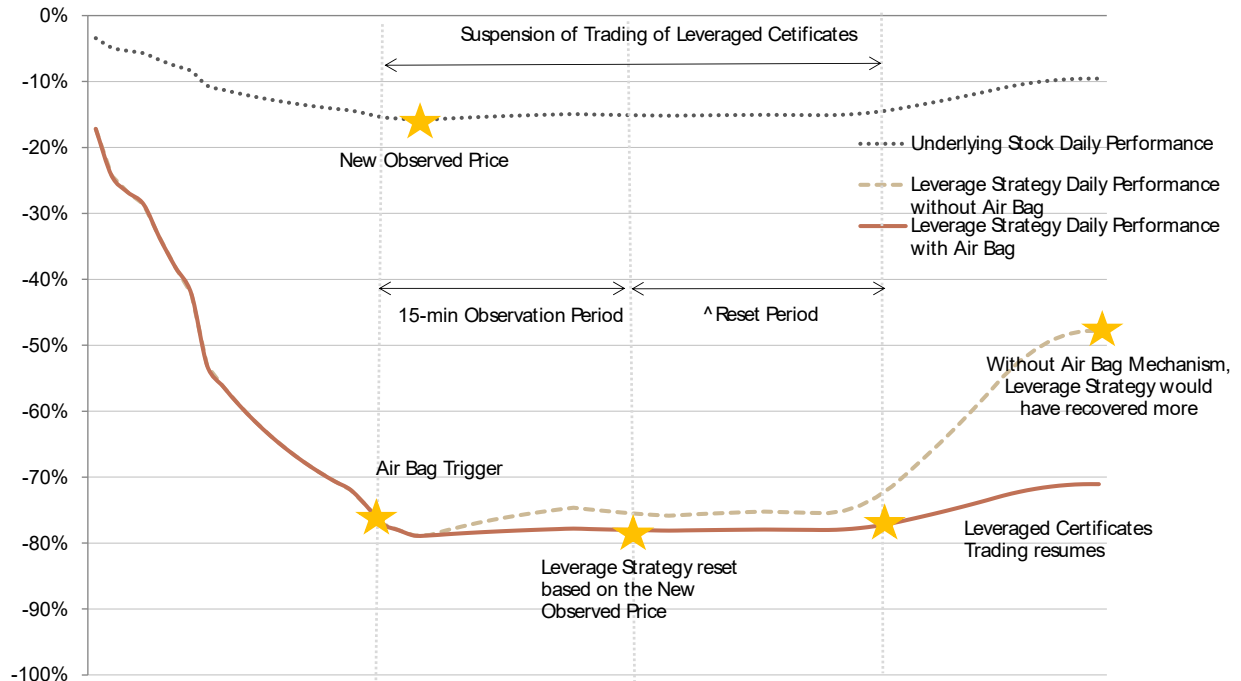 0%
-10%
-20%
-30%
-40%
-50%
-60%
-70%
-80%
-90%
-100%
Suspension of Trading of Leveraged Cetificates
New Observed Price
Underlying Stock Daily Performance
Leverage Strategy Daily Performance
without Air Bag
Leverage Strategy Daily Performance
with Air Bag
15-min Observation Period
^Reset Period
Without Air Bag Mechanism,
Leverage Strategy would
have recovered more
Air Bag Trigger
Leverage Strategy reset
based on the New
Observed Price
Leveraged Certificates
Trading resumes